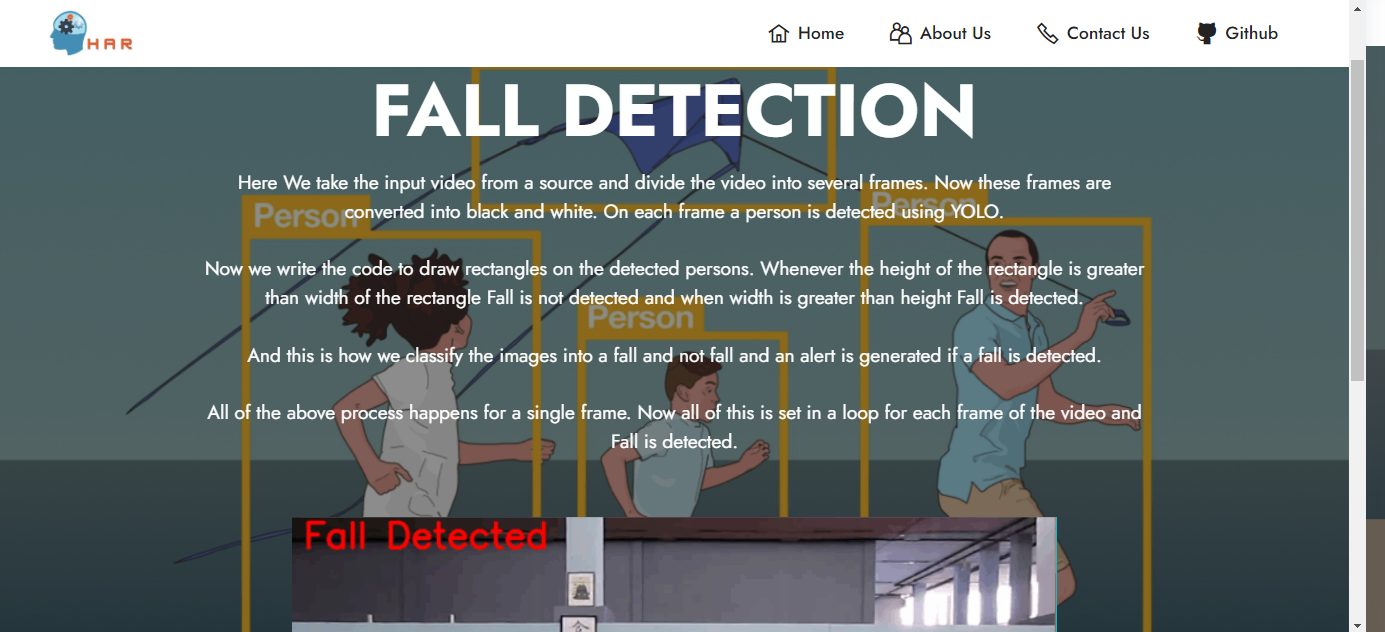 HAR
Home
About Us
Contact Us
Github
FALL DETECTION
Here We take the input video from a source and divide the video into several frames. Now these frames are
converted into black and white. On each frame a person is detected using YOLO.
Person
Person
Now we write the code to draw rectangles on the detected persons. Whenever the height of the rectangle is greater
than width of the rectangle Fall is not detected and when width is greater than height Fall is detected.
Person
And this is how we classify the images into a fall and not fall and an alert is generated if a fall is detected.
All of the above process happens for a single frame. Now all of this is set in a loop for each frame of the video and
Fall is detected.
Fall Detected